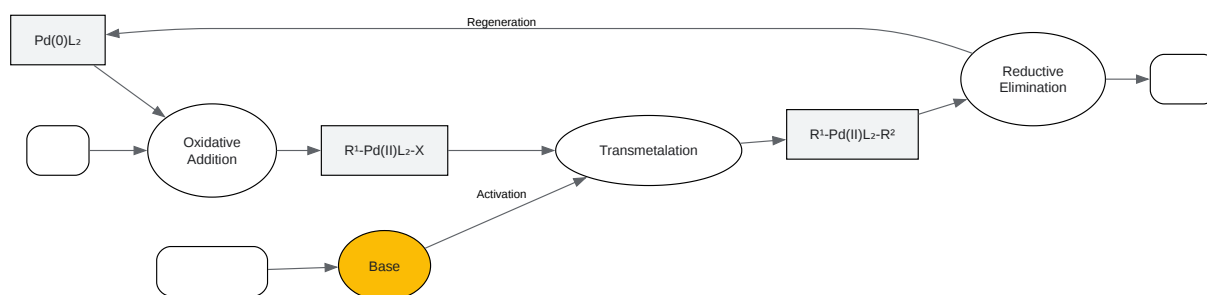 Regeneration
Pd(0)L₂
Reductive
Elimination
Oxidative
Addition
R¹-Pd(II)L₂-X
Transmetalation
R¹-Pd(II)L₂-R²
Activation
Base